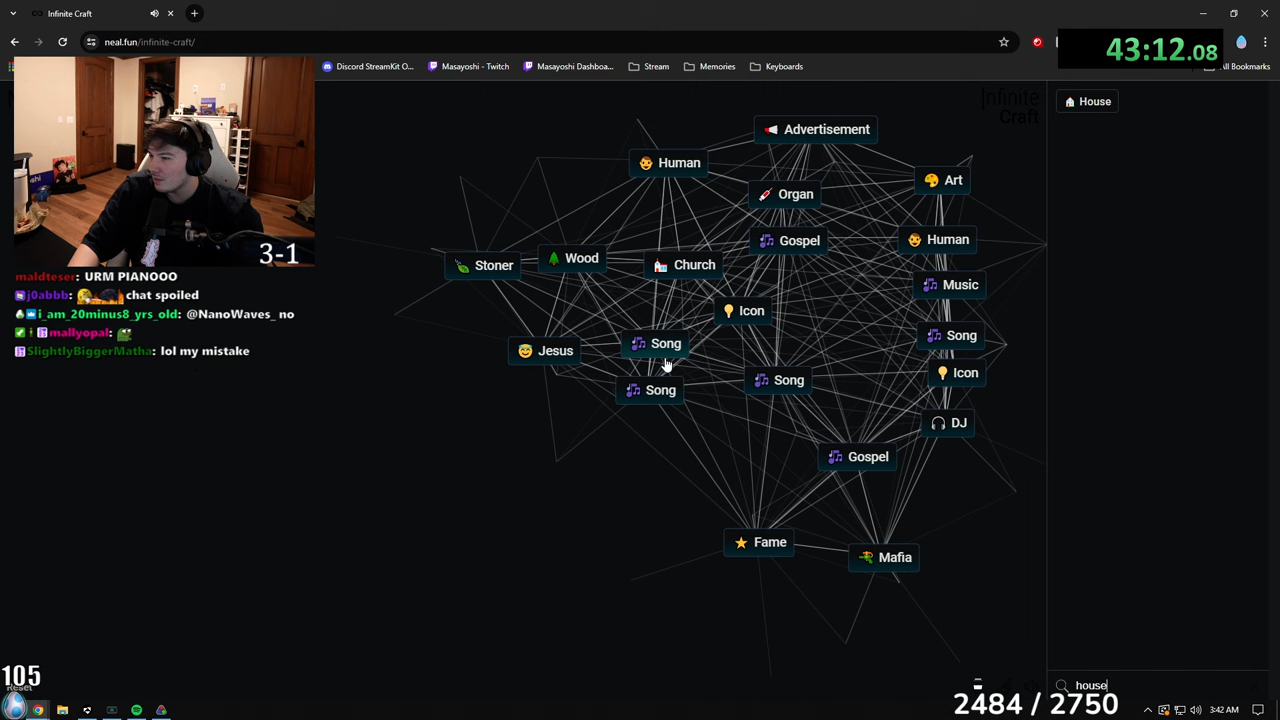 Infinite Craft
neal.fun/infinite-craft/
43:12.08
Discord StreamKit O...
Masayoshi - Twitch
Masayoshi Dashboa...
Stream
Memories
Keyboards
All Bookmarks
Infinite
Craft
House
Advertisement
Human
Art
Organ
Human
Gospel
Wood
Stoner
Church
Music
Icon
Song
Song
Jesus
Icon
Song
Song
DJ
Gospel
Fame
Mafia
3-1
maldteser: URM PIANOOO
j0abbb: chat spoiled
i_am_20minus8_yrs_old: @NanoWaves_ no
mallyopal:
SlightlyBiggerMatha: lol my mistake
105
Reset
house
2484 / 2750
3:42 AM